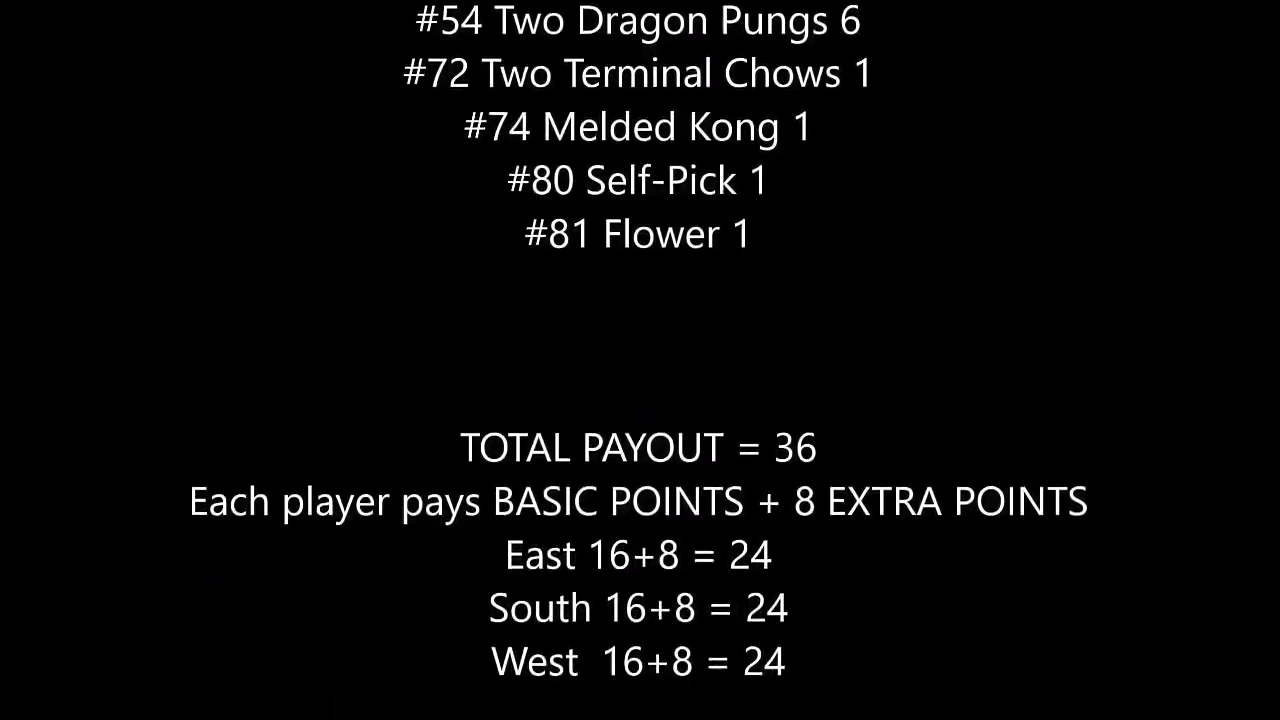 #54 Two Dragon Pungs 6
#72 Two Terminal Chows 1
#74 Melded Kong 1
#80 Self-Pick 1
#81 Flower 1
TOTAL PAYOUT = 36
Each player pays BASIC POINTS + 8 EXTRA POINTS
East 16+8 = 24
South 16+8 = 24
West 16+8 = 24